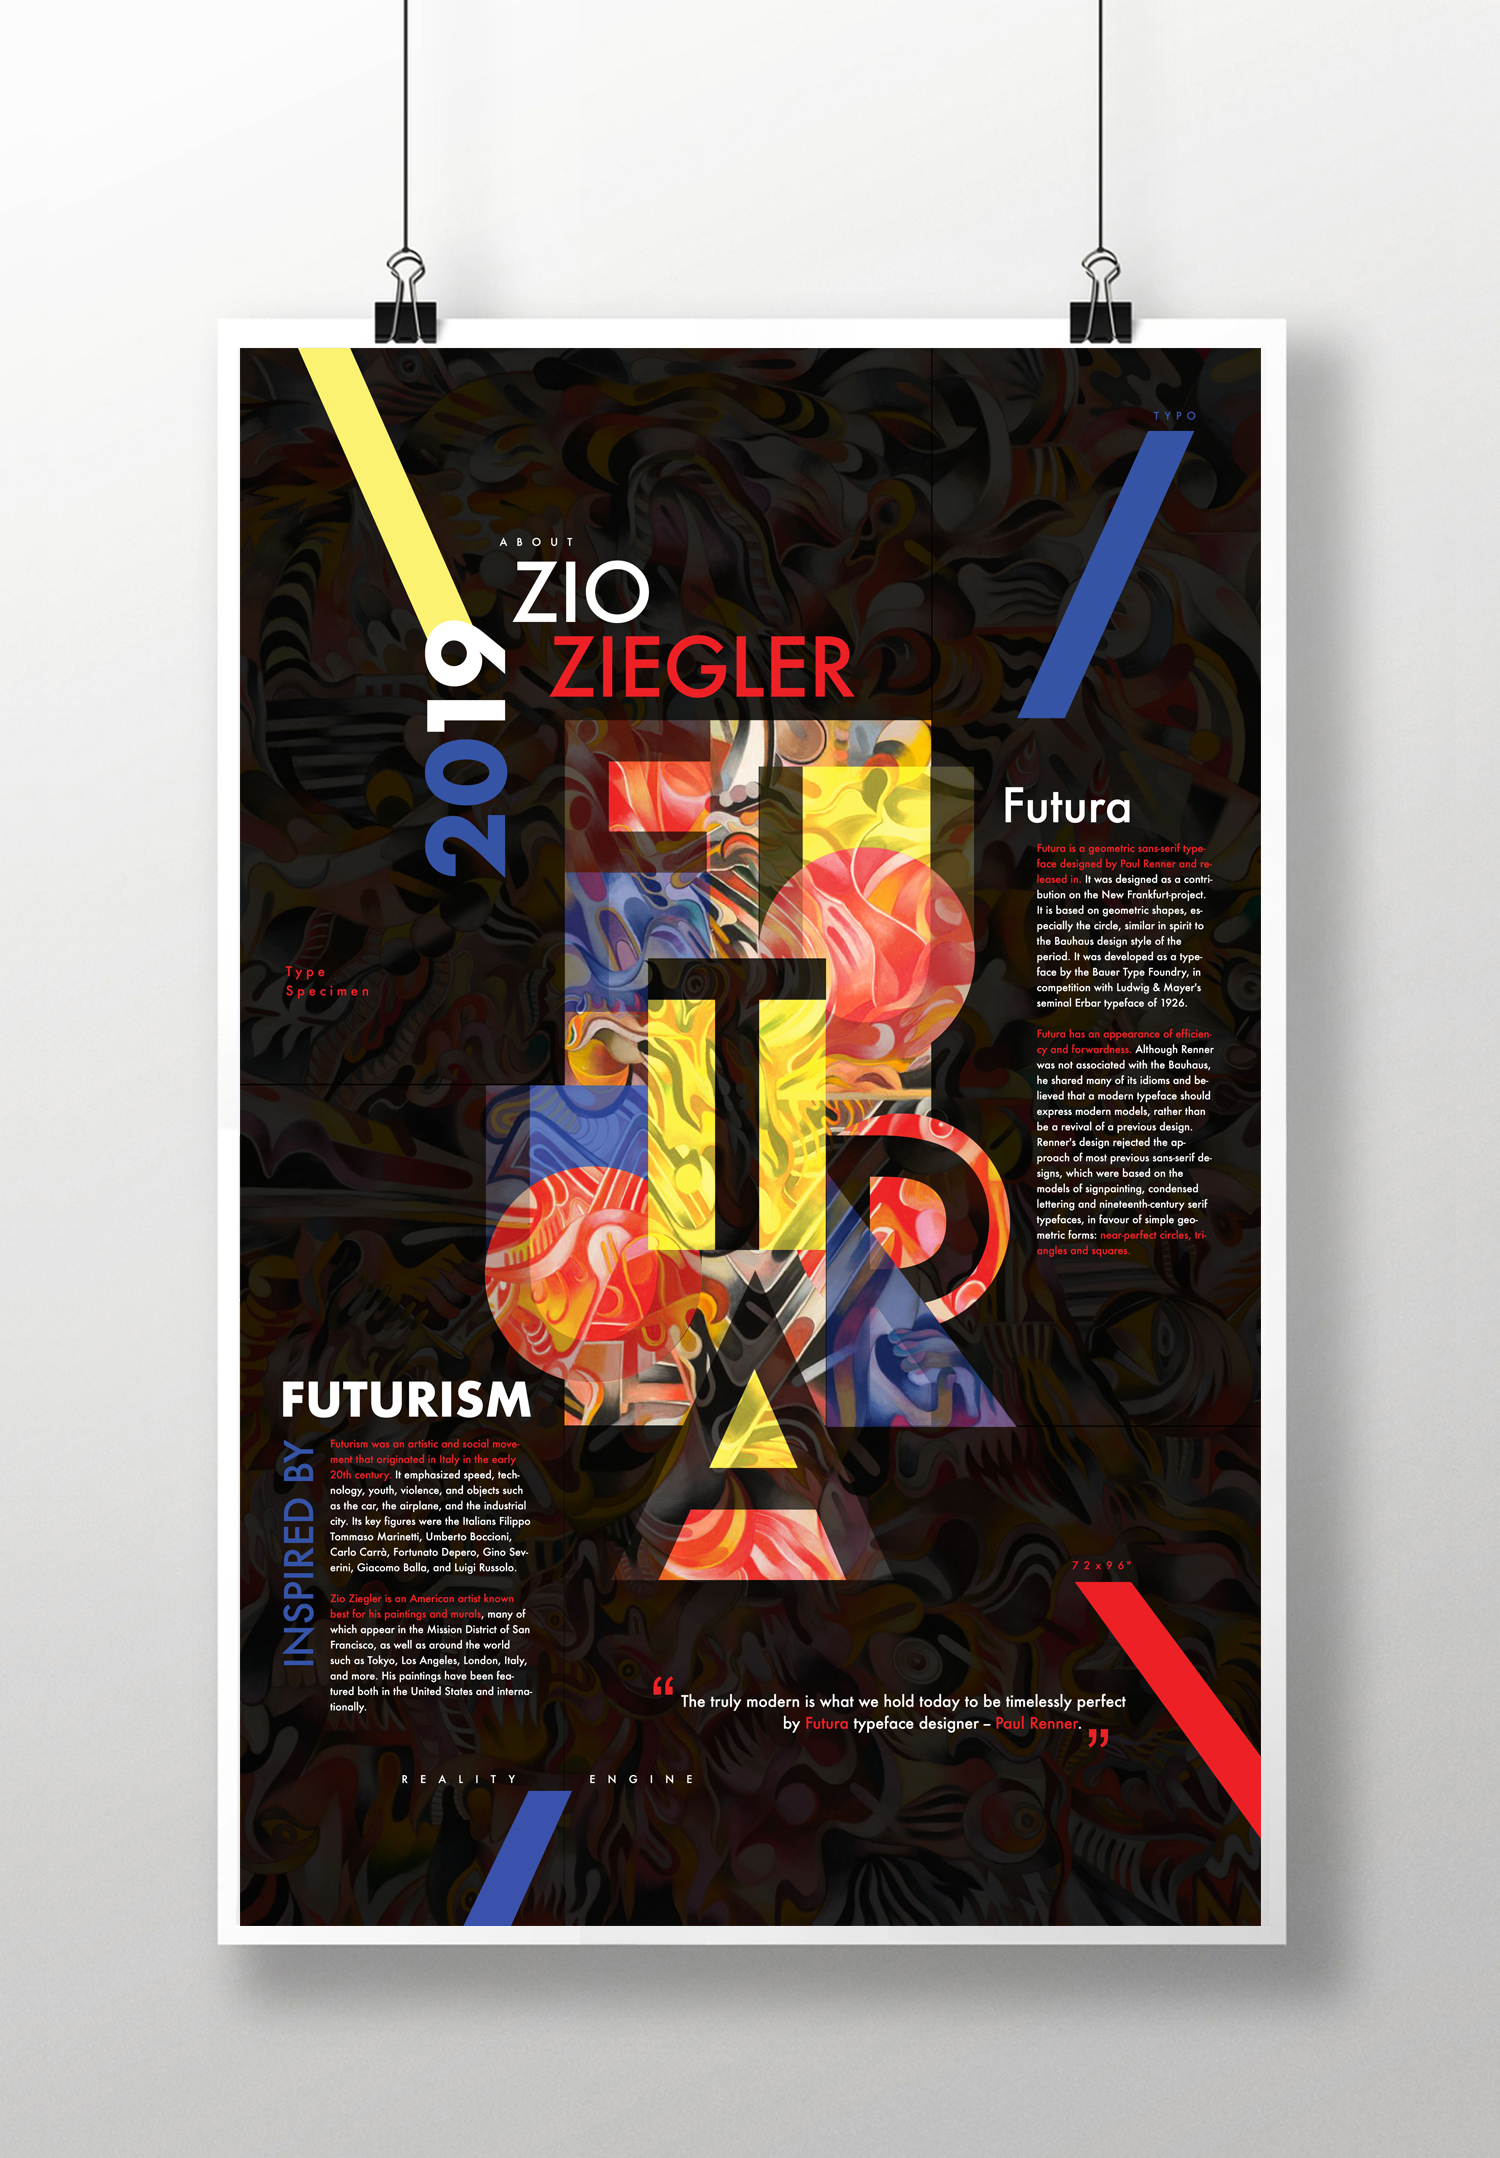 TYPO
ABOUT
ZIO
ZIEGLER
2019
Futura
Futura is a geometric sans-serif type-
face designed by Paul Renner and re-
leased in. It was designed as a contri-
bution on the New Frankfurt-project.
It is based on geometric shapes, es-
pecially the circle, similar in spirit to
the Bauhaus design style of the
period. It was developed as a type-
face by the Bauer Type Foundry, in
competition with Ludwig & Mayer's
seminal Erbar typeface of 1926.
Futura has an appearance of efficien-
cy and forwardness. Although Renner
was not associated with the Bauhaus,
he shared many of its idioms and be-
lieved that a modern typeface should
express modern models, rather than
be a revival of a previous design.
Renner's design rejected the ap-
proach of most previous sans-serif de-
signs, which were based on the
models of signpainting, condensed
lettering and nineteenth-century serif
typefaces, in favour of simple geo-
metric forms: near-perfect circles, tri-
angles and squares.
Type
Specimen
F U
T
U R
A
FUTURISM
INSPIRED BY
Futurism was an artistic and social move-
ment that originated in Italy in the early
20th century. It emphasized speed, tech-
nology, youth, violence, and objects such
as the car, the airplane, and the industrial
city. Its key figures were the Italians Filippo
Tommaso Marinetti, Umberto Boccioni,
Carlo Carrà, Fortunato Depero, Gino Sev-
erini, Giacomo Balla, and Luigi Russolo.
Zio Ziegler is an American artist known
best for his paintings and murals, many of
which appear in the Mission District of San
Francisco, as well as around the world
such as Tokyo, Los Angeles, London, Italy,
and more. His paintings have been fea-
tured both in the United States and interna-
tionally.
72x96"
“The truly modern is what we hold today to be timelessly perfect
by Futura typeface designer – Paul Renner.”
REALITY ENGINE